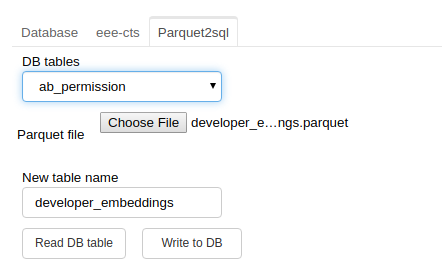 Database eee-cts Parquet2sql
DB tables
ab_permission
Parquet file Choose File developer_e…ngs.parquet
New table name
developer_embeddings
Read DB table Write to DB